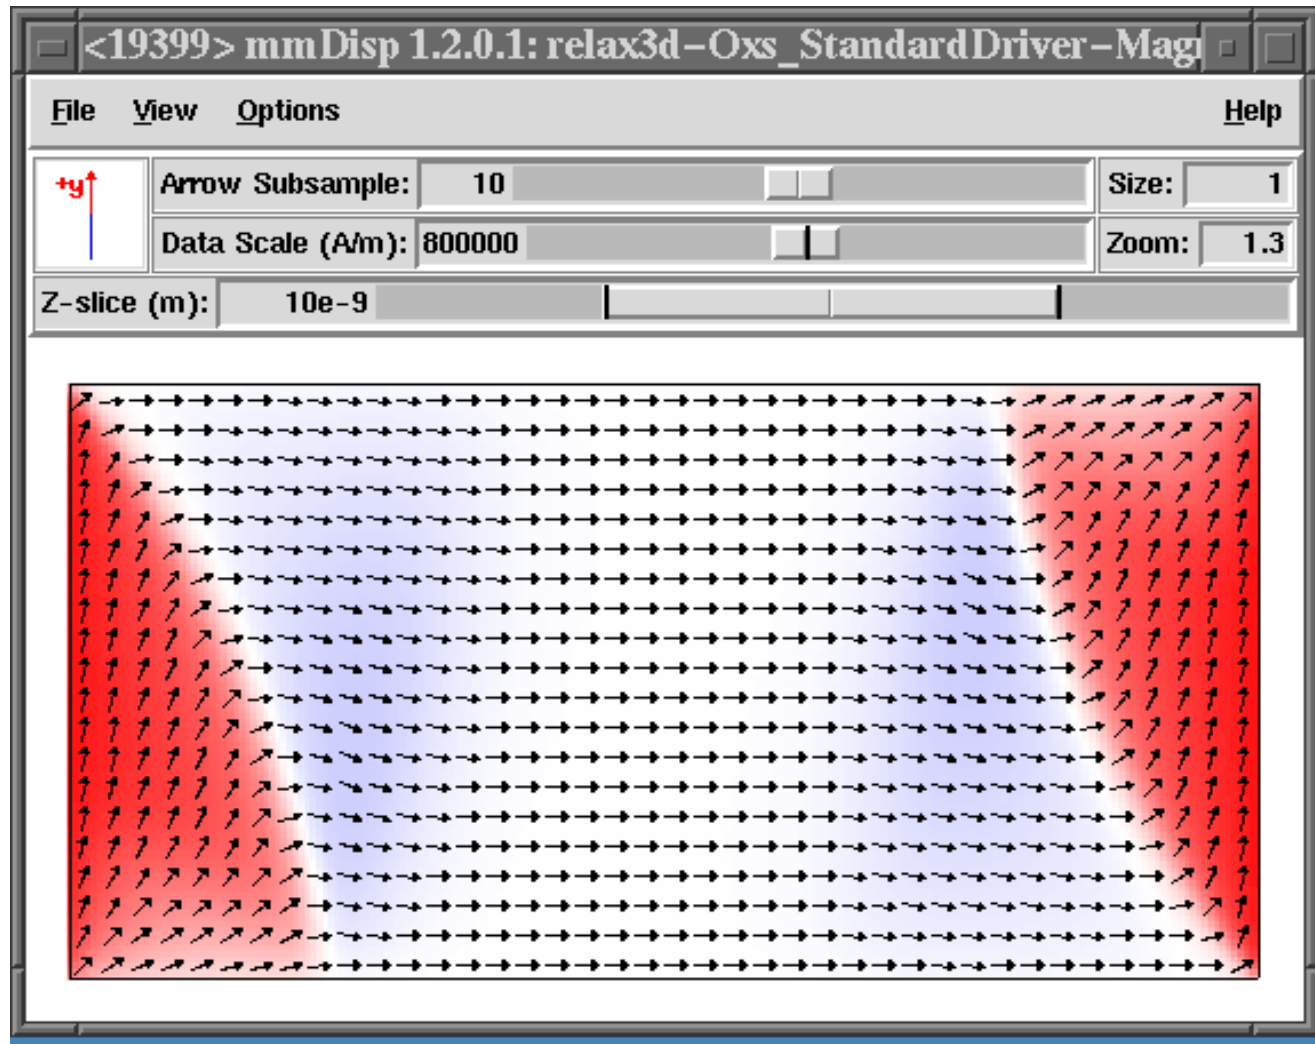 <19399> mmDisp 1.2.0.1: relax3d-Oxs_StandardDriver-Mag
File View Options Help
+y Arrow Subsample: 10 Size: 1
Data Scale (A/m): 800000 Zoom: 1.3
Z-slice (m): 10e-9